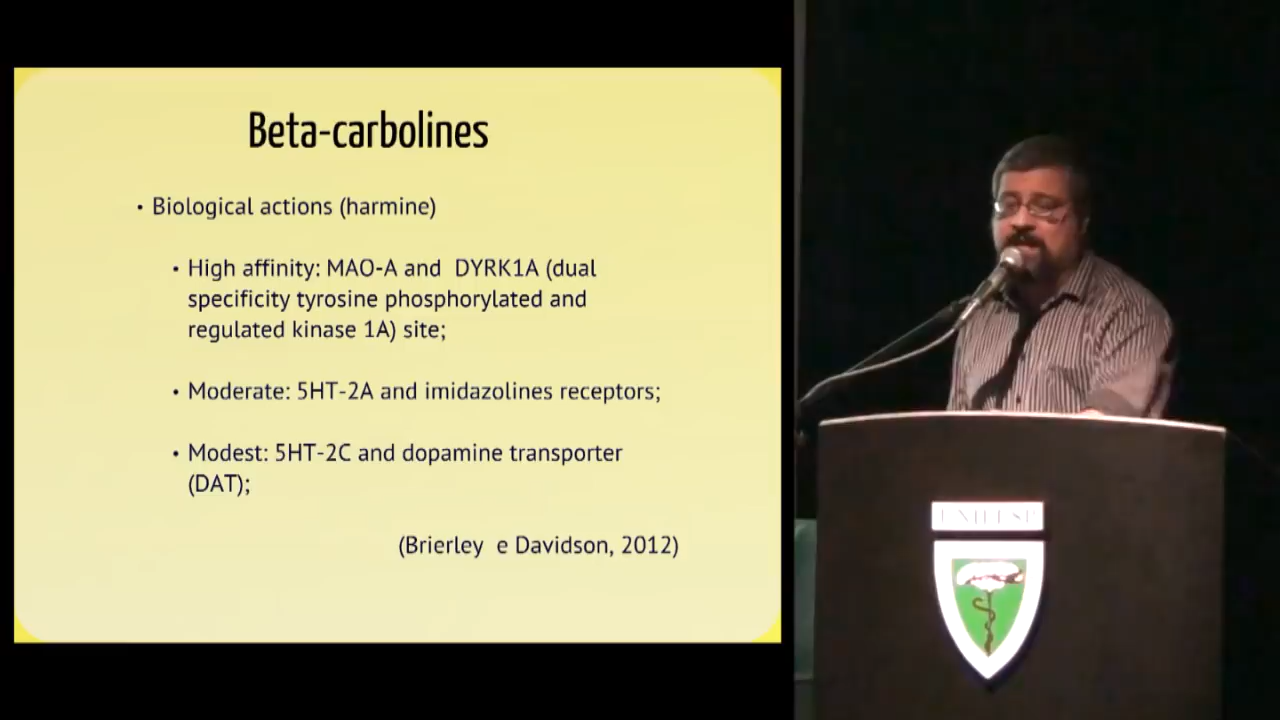 Beta-carbolines
• Biological actions (harmine)
• High affinity: MAO-A and DYRK1A (dual
specificity tyrosine phosphorylated and
regulated kinase 1A) site;
• Moderate: 5HT-2A and imidazolines receptors;
• Modest: 5HT-2C and dopamine transporter
(DAT);
(Brierley e Davidson, 2012)
UNIFESP